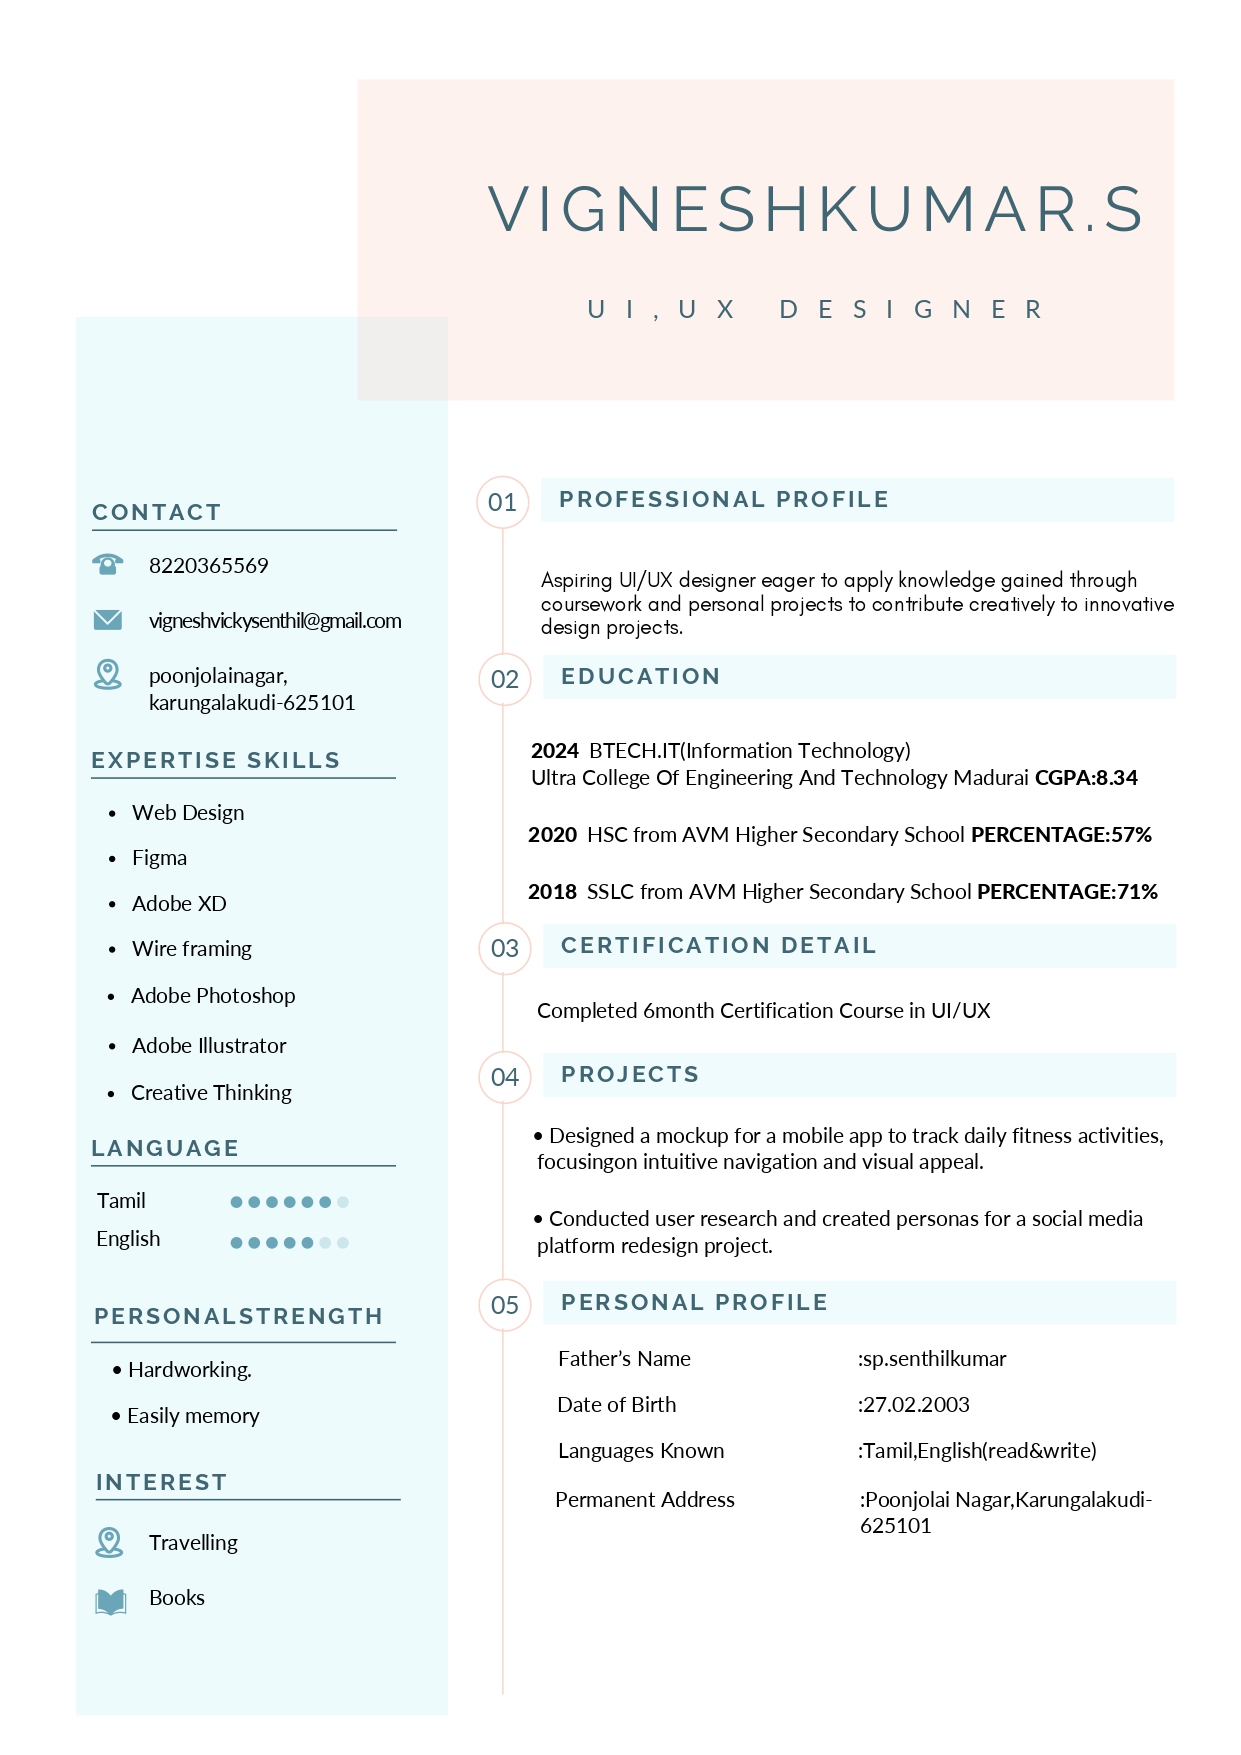 VIGNESHKUMAR.S
UI,UX DESIGNER
CONTACT
8220365569
vigneshvickysenthil@gmail.com
poonjolainagar,
karungalakudi-625101
EXPERTISE SKILLS
• Web Design
• Figma
• Adobe XD
• Wire framing
• Adobe Photoshop
• Adobe Illustrator
• Creative Thinking
LANGUAGE
Tamil
English
PERSONALSTRENGTH
• Hardworking.
• Easily memory
INTEREST
Travelling
Books
01 PROFESSIONAL PROFILE
Aspiring UI/UX designer eager to apply knowledge gained through
coursework and personal projects to contribute creatively to innovative
design projects.
02 EDUCATION
2024 BTECH.IT(Information Technology)
Ultra College Of Engineering And Technology Madurai CGPA:8.34
2020 HSC from AVM Higher Secondary School PERCENTAGE:57%
2018 SSLC from AVM Higher Secondary School PERCENTAGE:71%
03 CERTIFICATION DETAIL
Completed 6month Certification Course in UI/UX
04 PROJECTS
• Designed a mockup for a mobile app to track daily fitness activities,
focusingon intuitive navigation and visual appeal.
• Conducted user research and created personas for a social media
platform redesign project.
05 PERSONAL PROFILE
Father’s Name :sp.senthilkumar
Date of Birth :27.02.2003
Languages Known :Tamil,English(read&write)
Permanent Address :Poonjolai Nagar,Karungalakudi-
625101